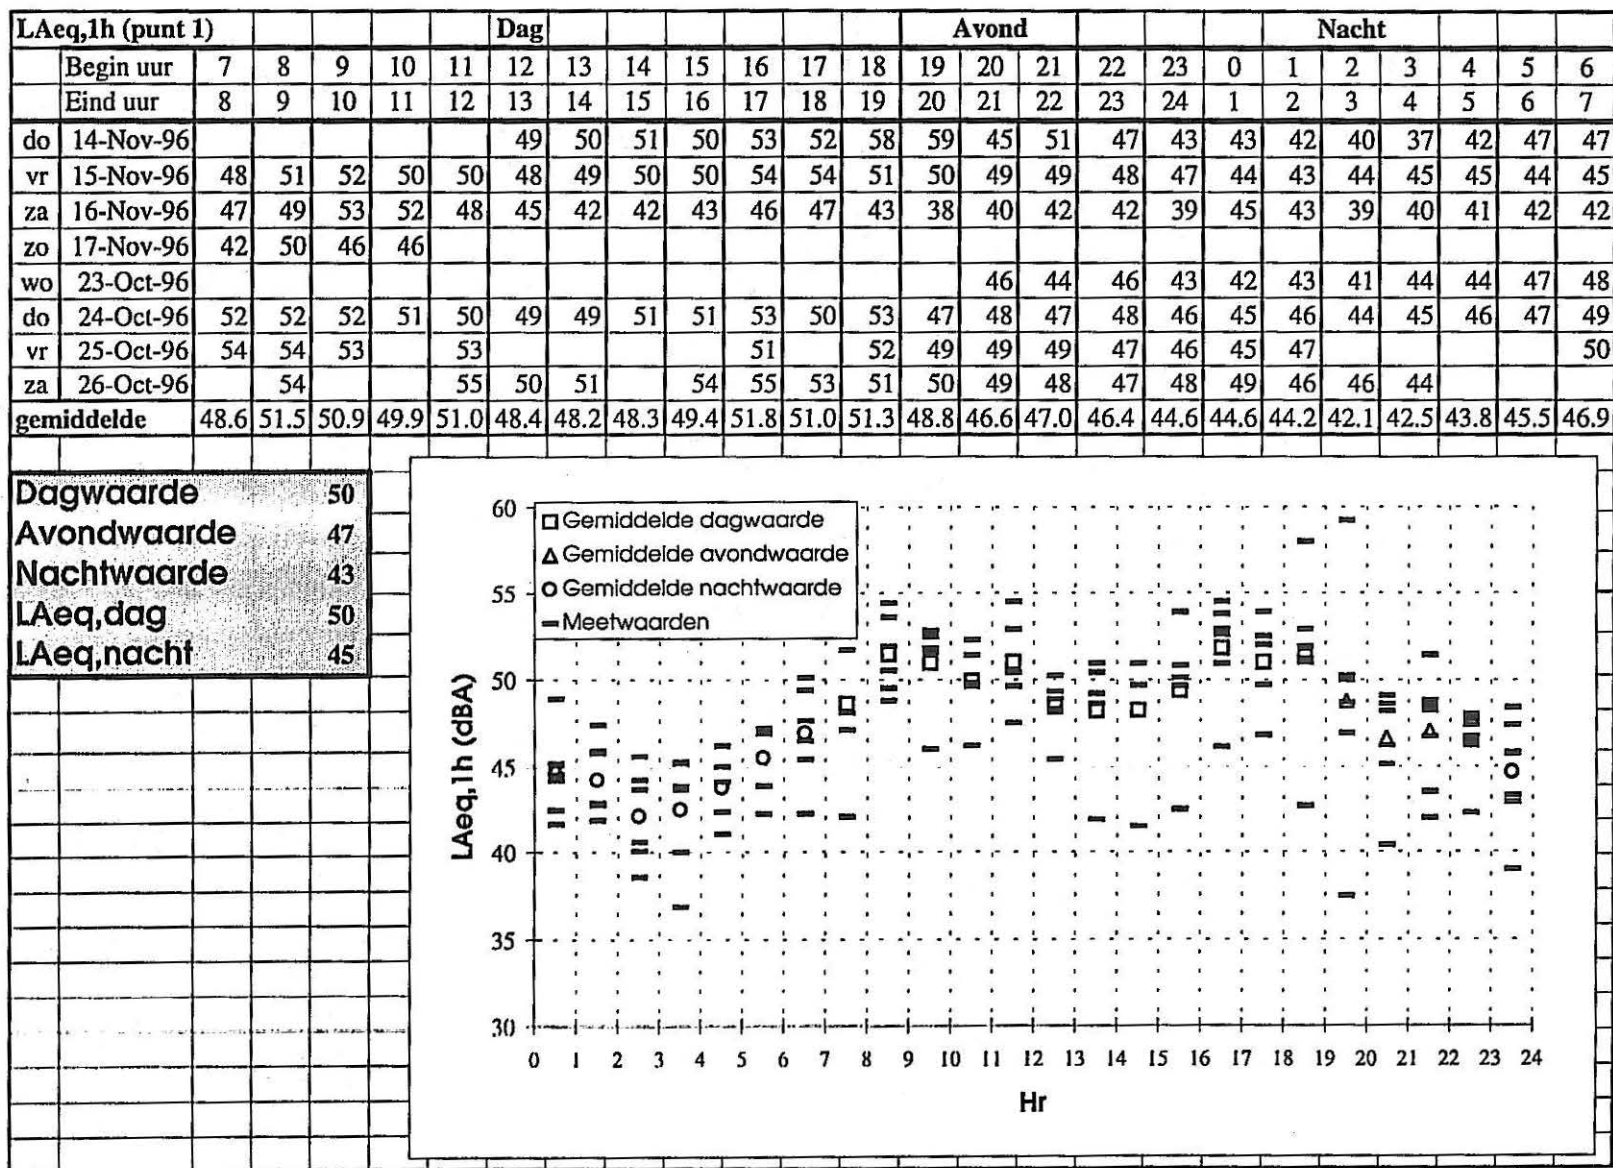 LAeq,1h (punt 1) Dag Avond Nacht
Begin uur 7 8 9 10 11 12 13 14 15 16 17 18 19 20 21 22 23 0 1 2 3 4 5 6
Eind uur 8 9 10 11 12 13 14 15 16 17 18 19 20 21 22 23 24 1 2 3 4 5 6 7
do 14-Nov-96 49 50 51 50 53 52 58 59 45 51 47 43 43 42 40 37 42 47 47
vr 15-Nov-96 48 51 52 50 50 48 49 50 50 54 54 51 50 49 49 48 47 44 43 44 45 45 44 45
za 16-Nov-96 47 49 53 52 48 45 42 42 43 46 47 43 38 40 42 42 39 45 43 39 40 41 42 42
zo 17-Nov-96 42 50 46 46
wo 23-Oct-96 46 44 46 43 42 43 41 44 44 47 48
do 24-Oct-96 52 52 52 51 50 49 49 51 51 53 50 53 47 48 47 48 46 45 46 44 45 46 47 49
vr 25-Oct-96 54 54 53 53 51 52 49 49 49 47 46 45 47 50
za 26-Oct-96 54 55 50 51 54 55 53 51 50 49 48 47 48 49 46 46 44
gemiddelde 48.6 51.5 50.9 49.9 51.0 48.4 48.2 48.3 49.4 51.8 51.0 51.3 48.8 46.6 47.0 46.4 44.6 44.6 44.2 42.1 42.5 43.8 45.5 46.9
Dagwaarde 50
Avondwaarde 47
Nachtwaarde 43
LAeq,dag 50
LAeq,nacht 45
Gemiddelde dagwaarde
Gemiddelde avondwaarde
Gemiddelde nachtwaarde
Meetwaarden
LAeq,1h (dBA)
60
55
50
45
40
35
30
0 1 2 3 4 5 6 7 8 9 10 11 12 13 14 15 16 17 18 19 20 21 22 23 24
Hr